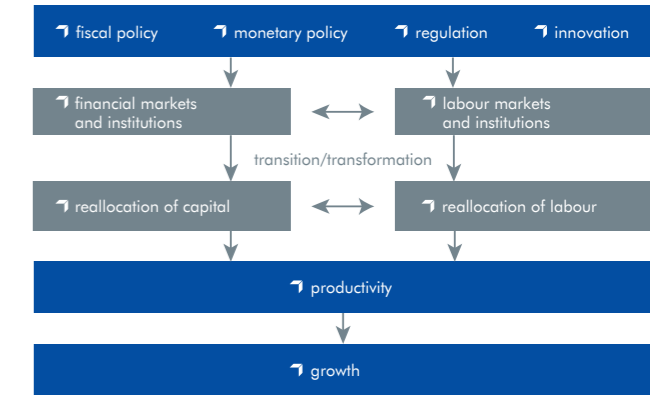 fiscal policy monetary policy regulation innovation
financial markets
and institutions
labour markets
and institutions
transition/transformation
reallocation of capital
reallocation of labour
productivity
growth